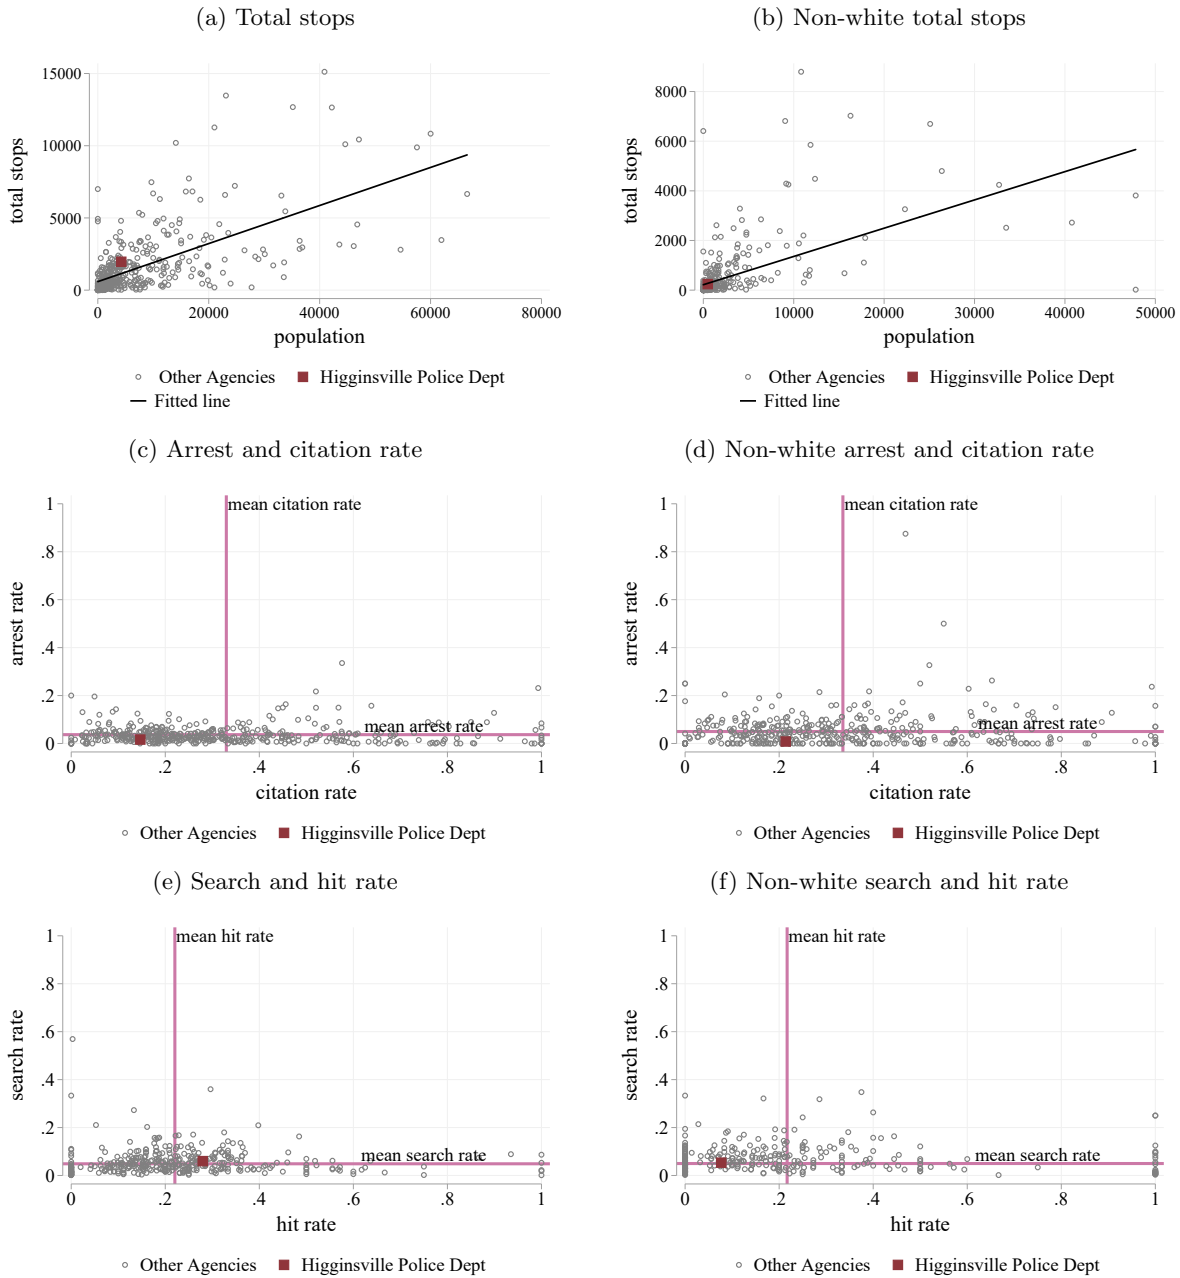 (a) Total stops
(b) Non-white total stops
total stops
15000
10000
5000
0
0 20000 40000 60000 80000
population
Other Agencies Higginsville Police Dept
Fitted line
total stops
8000
6000
4000
2000
0
0 10000 20000 30000 40000 50000
population
Other Agencies Higginsville Police Dept
Fitted line
(c) Arrest and citation rate
(d) Non-white arrest and citation rate
arrest rate
1
.8
.6
.4
.2
0
mean citation rate
mean arrest rate
0 .2 .4 .6 .8 1
citation rate
Other Agencies Higginsville Police Dept
arrest rate
1
.8
.6
.4
.2
0
mean citation rate
mean arrest rate
0 .2 .4 .6 .8 1
citation rate
Other Agencies Higginsville Police Dept
(e) Search and hit rate
(f) Non-white search and hit rate
search rate
1
.8
.6
.4
.2
0
mean hit rate
mean search rate
0 .2 .4 .6 .8 1
hit rate
Other Agencies Higginsville Police Dept
search rate
1
.8
.6
.4
.2
0
mean hit rate
mean search rate
0 .2 .4 .6 .8 1
hit rate
Other Agencies Higginsville Police Dept